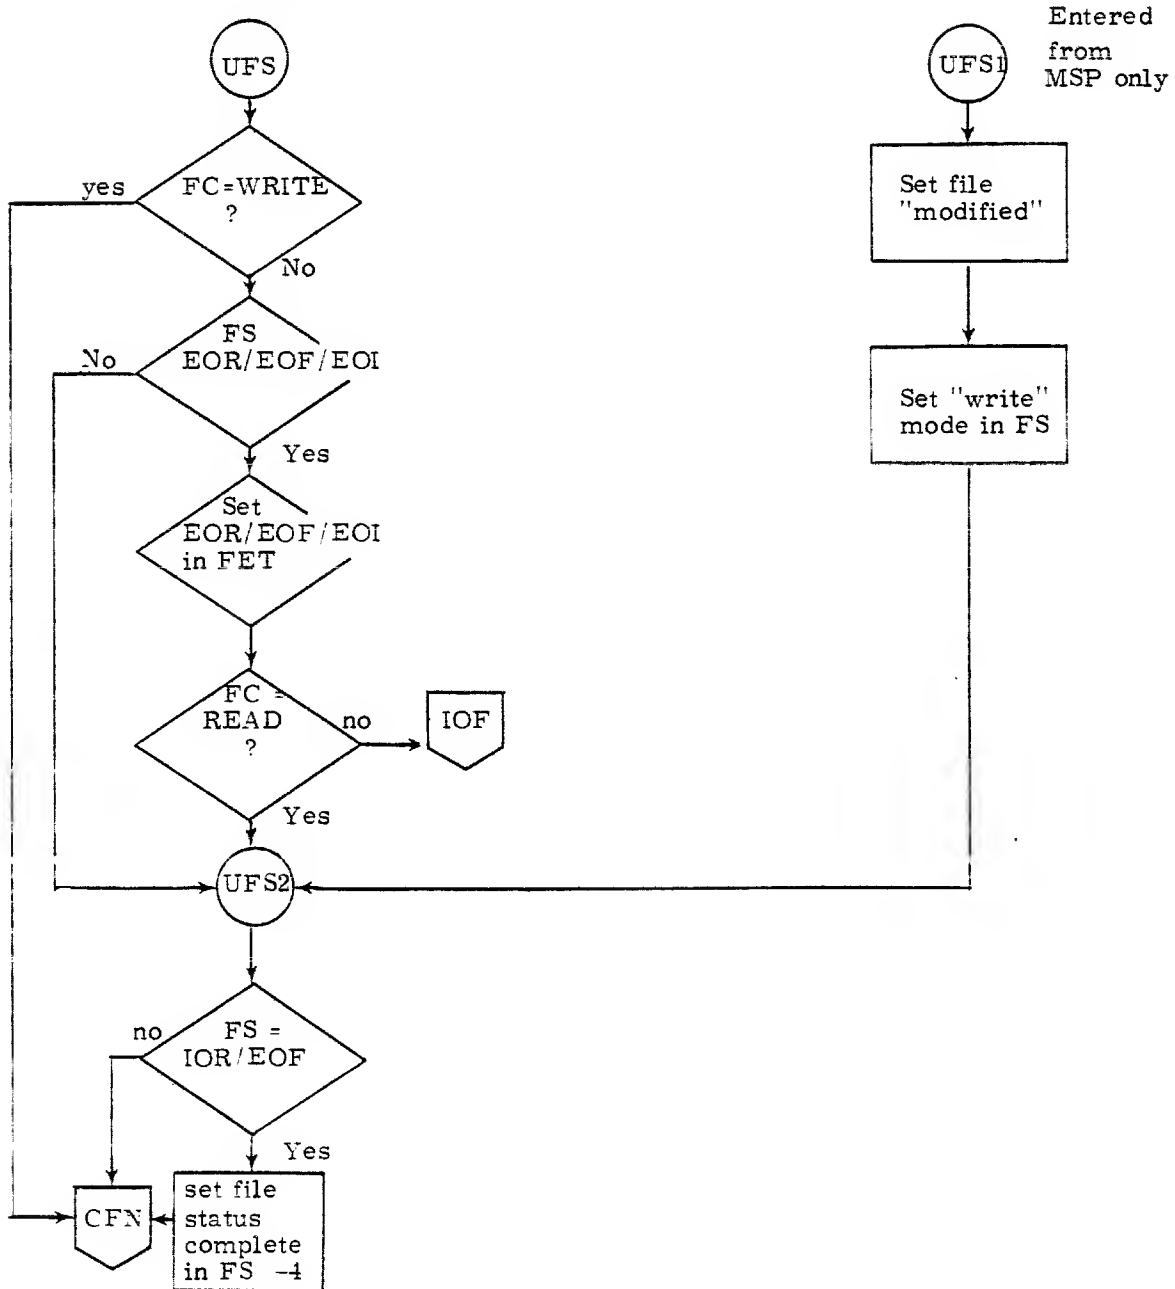 UFS
FC=WRITE
?
yes
No
FS
EOR/EOF/EOI
No
Yes
Set
EOR/EOF/EOI
in FET
FC =
READ
?
no
IOF
Yes
UFS2
FS =
IOR/EOF
no
Yes
CFN
set file
status
complete
in FS -4
Entered
from
MSP only
UFS1
Set file
"modified"
Set "write"
mode in FS